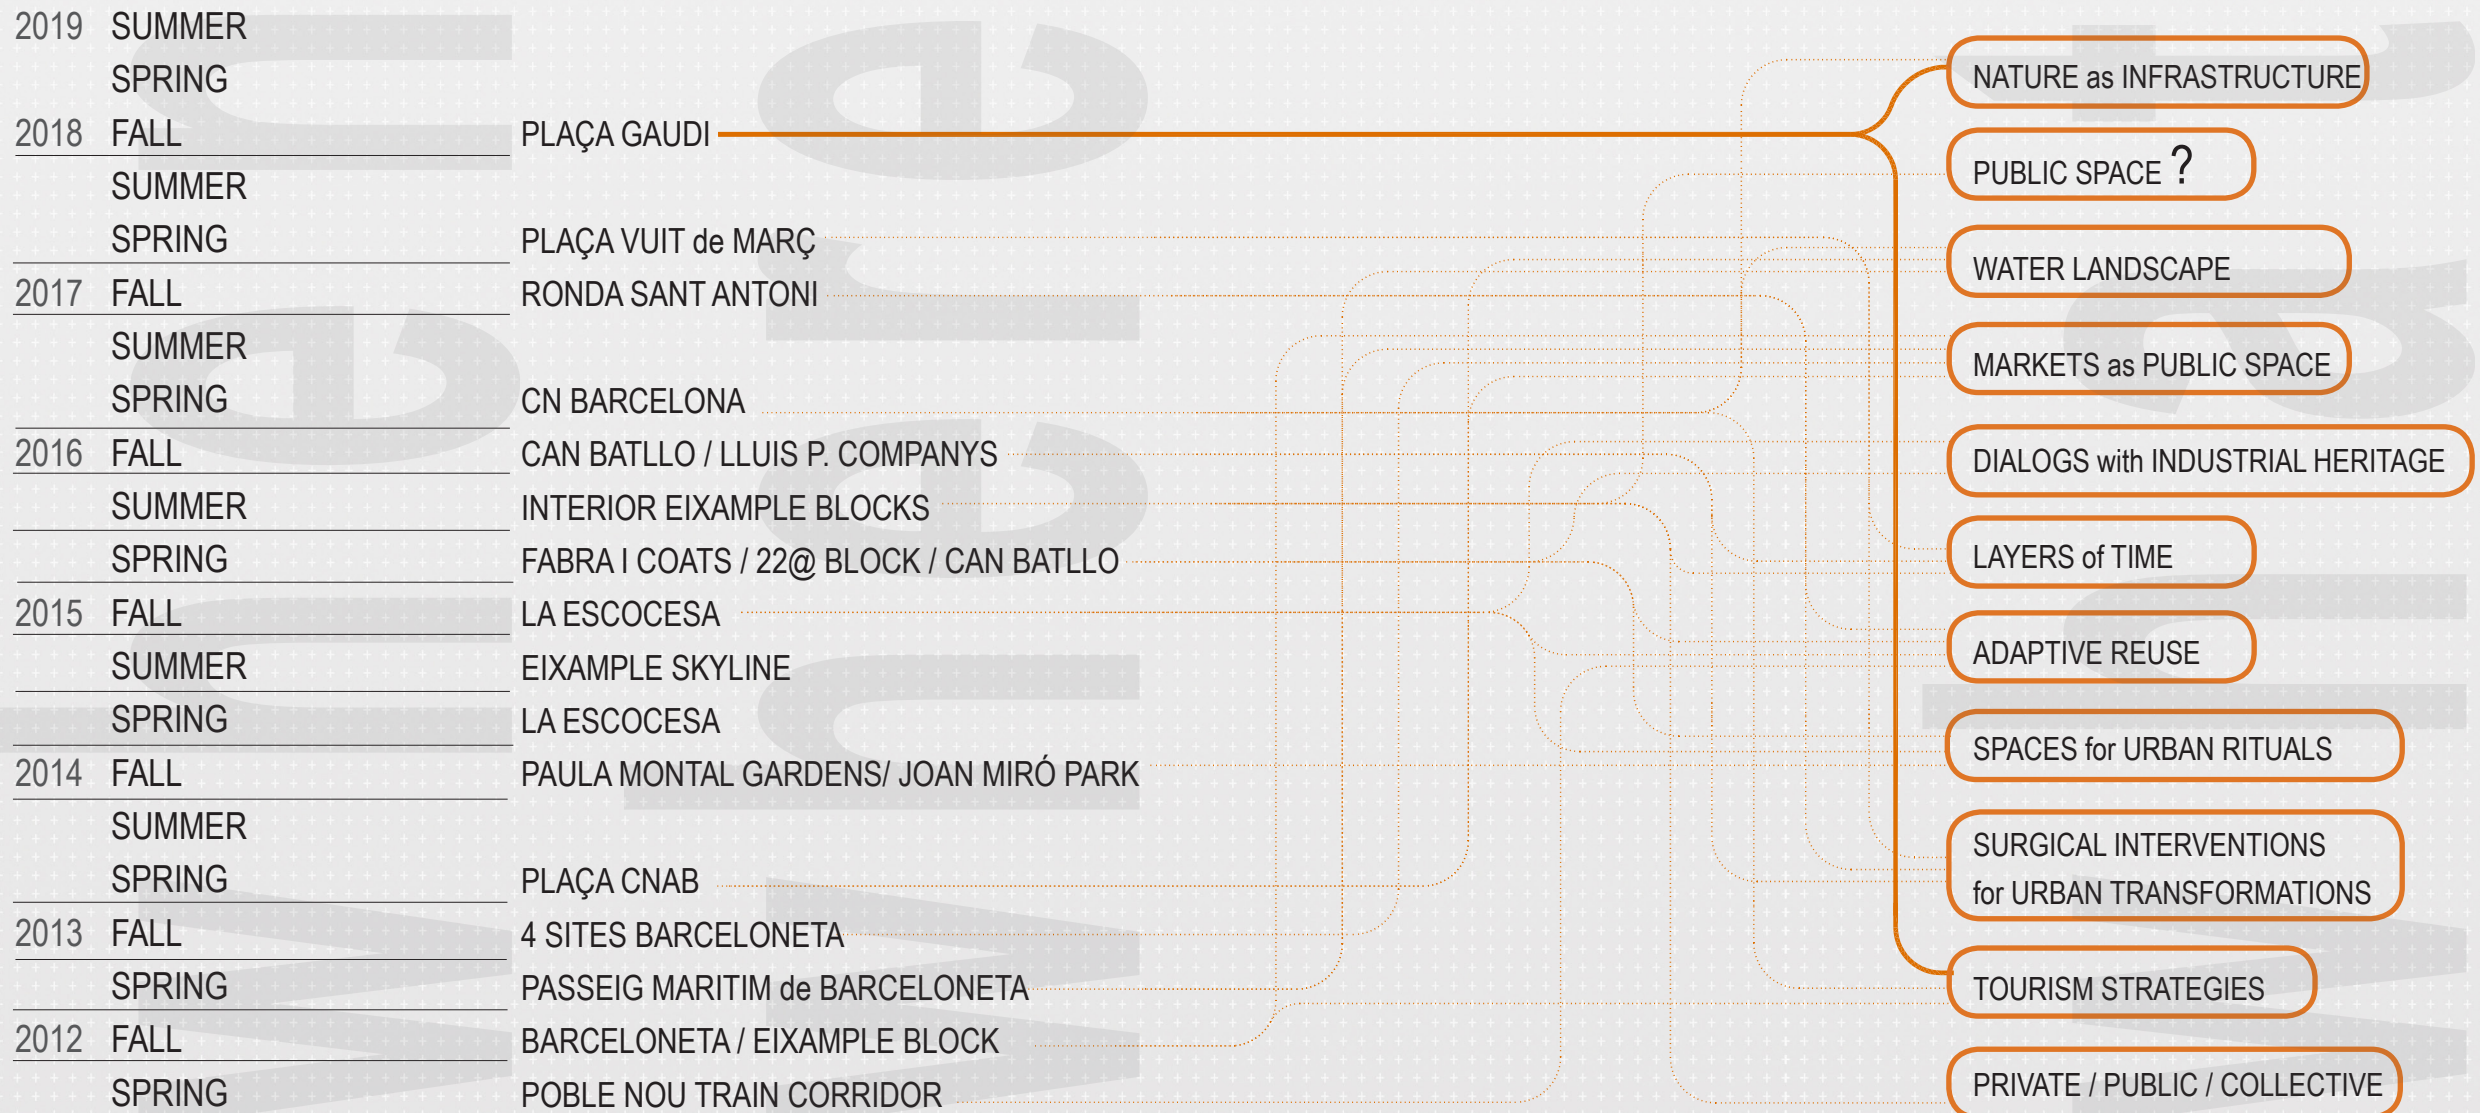 2019 SUMMER
SPRING
NATURE as INFRASTRUCTURE
2018 FALL PLAÇA GAUDI
PUBLIC SPACE ?
SUMMER
SPRING PLAÇA VUIT de MARÇ
WATER LANDSCAPE
2017 FALL RONDA SANT ANTONI
SUMMER
MARKETS as PUBLIC SPACE
SPRING CN BARCELONA
2016 FALL CAN BATLLO / LLUIS P. COMPANYS
DIALOGS with INDUSTRIAL HERITAGE
SUMMER INTERIOR EIXAMPLE BLOCKS
SPRING FABRA I COATS / 22@ BLOCK / CAN BATLLO
LAYERS of TIME
2015 FALL LA ESCOCESA
ADAPTIVE REUSE
SUMMER EIXAMPLE SKYLINE
SPRING LA ESCOCESA
SPACES for URBAN RITUALS
2014 FALL PAULA MONTAL GARDENS/ JOAN MIRÓ PARK
SUMMER
SURGICAL INTERVENTIONS
for URBAN TRANSFORMATIONS
SPRING PLAÇA CNAB
2013 FALL 4 SITES BARCELONETA
SPRING PASSEIG MARITIM de BARCELONETA
TOURISM STRATEGIES
2012 FALL BARCELONETA / EIXAMPLE BLOCK
SPRING POBLE NOU TRAIN CORRIDOR
PRIVATE / PUBLIC / COLLECTIVE
when
where
what